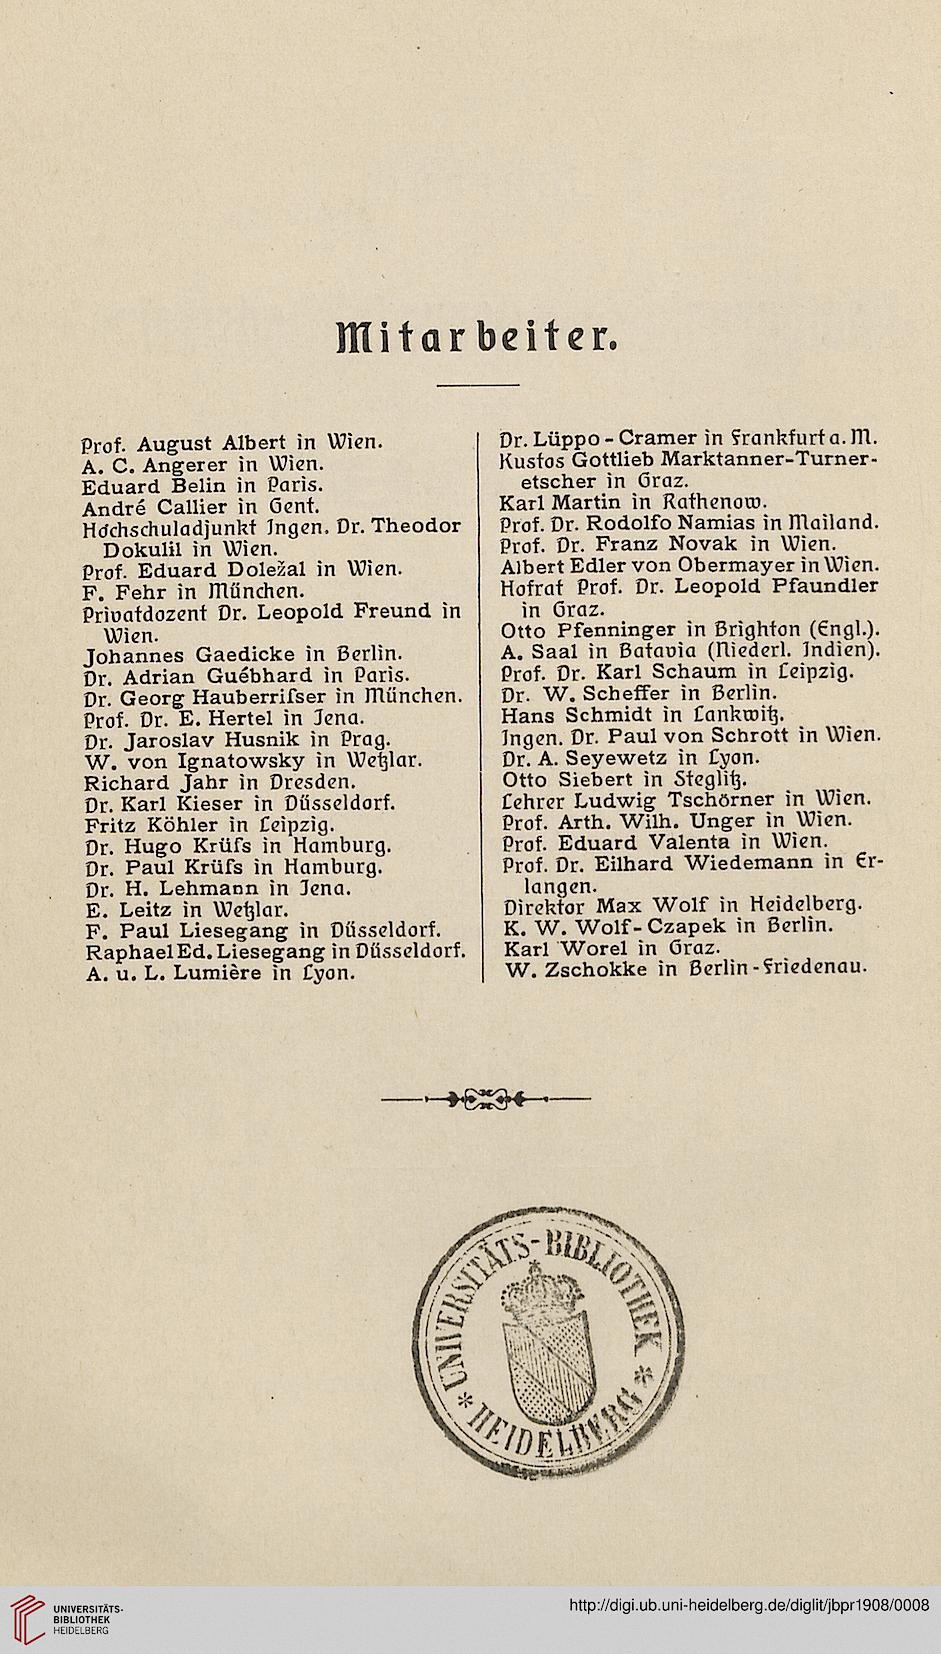 Mitarbeiter.
Prof. August Albert in Wien.
A. C. Angerer in Wien.
Eduard Belin in Paris.
André Callier in Gent.
Hochschuladjunkt Ingen. Dr. Theodor
Dokulil in Wien.
Prof. Eduard Doležal in Wien.
F. Fehr in München.
Privatdozent Dr. Leopold Freund in
Wien.
Johannes Gaedicke in Berlin.
Dr. Adrian Guébhard in Paris.
Dr. Georg Hauberriſser in München.
Prof. Dr. E. Hertel in Jena.
Dr. Jaroslav Husnik in Prag.
W. von Ignatowsky in Wetzlar.
Richard Jahr in Dresden.
Dr. Karl Kieser in Düsseldorf.
Fritz Köhler in Leipzig.
Dr. Hugo Krüſs in Hamburg.
Dr. Paul Krüſs in Hamburg.
Dr. H. Lehmann in Jena.
E. Leitz in Wetzlar.
F. Paul Liesegang in Düsseldorf.
Raphael Ed. Liesegang in Düsseldorf.
A. u. L. Lumière in Lyon.
Dr. Lüppo-Cramer in Frankfurt a. M.
Kustos Gottlieb Marktanner-Turner-
etscher in Graz.
Karl Martin in Rathenow.
Prof. Dr. Rodolfo Namias in Mailand.
Prof. Dr. Franz Novak in Wien.
Albert Edler von Obermayer in Wien.
Hofrat Prof. Dr. Leopold Pfaundler
in Graz.
Otto Pfenninger in Brighton (Engl.).
A. Saal in Batavia (Niederl. Indien).
Prof. Dr. Karl Schaum in Leipzig.
Dr. W. Scheffer in Berlin.
Hans Schmidt in Lankwitz.
Ingen. Dr. Paul von Schrott in Wien.
Dr. A. Seyewetz in Lyon.
Otto Siebert in Steglitz.
Lehrer Ludwig Tschörner in Wien.
Prof. Arth. Wilh. Unger in Wien.
Prof. Eduard Valenta in Wien.
Prof. Dr. Eilhard Wiedemann in Er-
langen.
Direktor Max Wolf in Heidelberg.
K. W. Wolf-Czapek in Berlin.
Karl Worel in Graz.
W. Zschokke in Berlin-Friedenau.
UNIVERSITÄTS-BIBLIOTHEK
* HEIDELBERG *
UNIVERSITÄTS-
BIBLIOTHEK
HEIDELBERG
http://digi.ub.uni-heidelberg.de/diglit/jbpr1908/0008